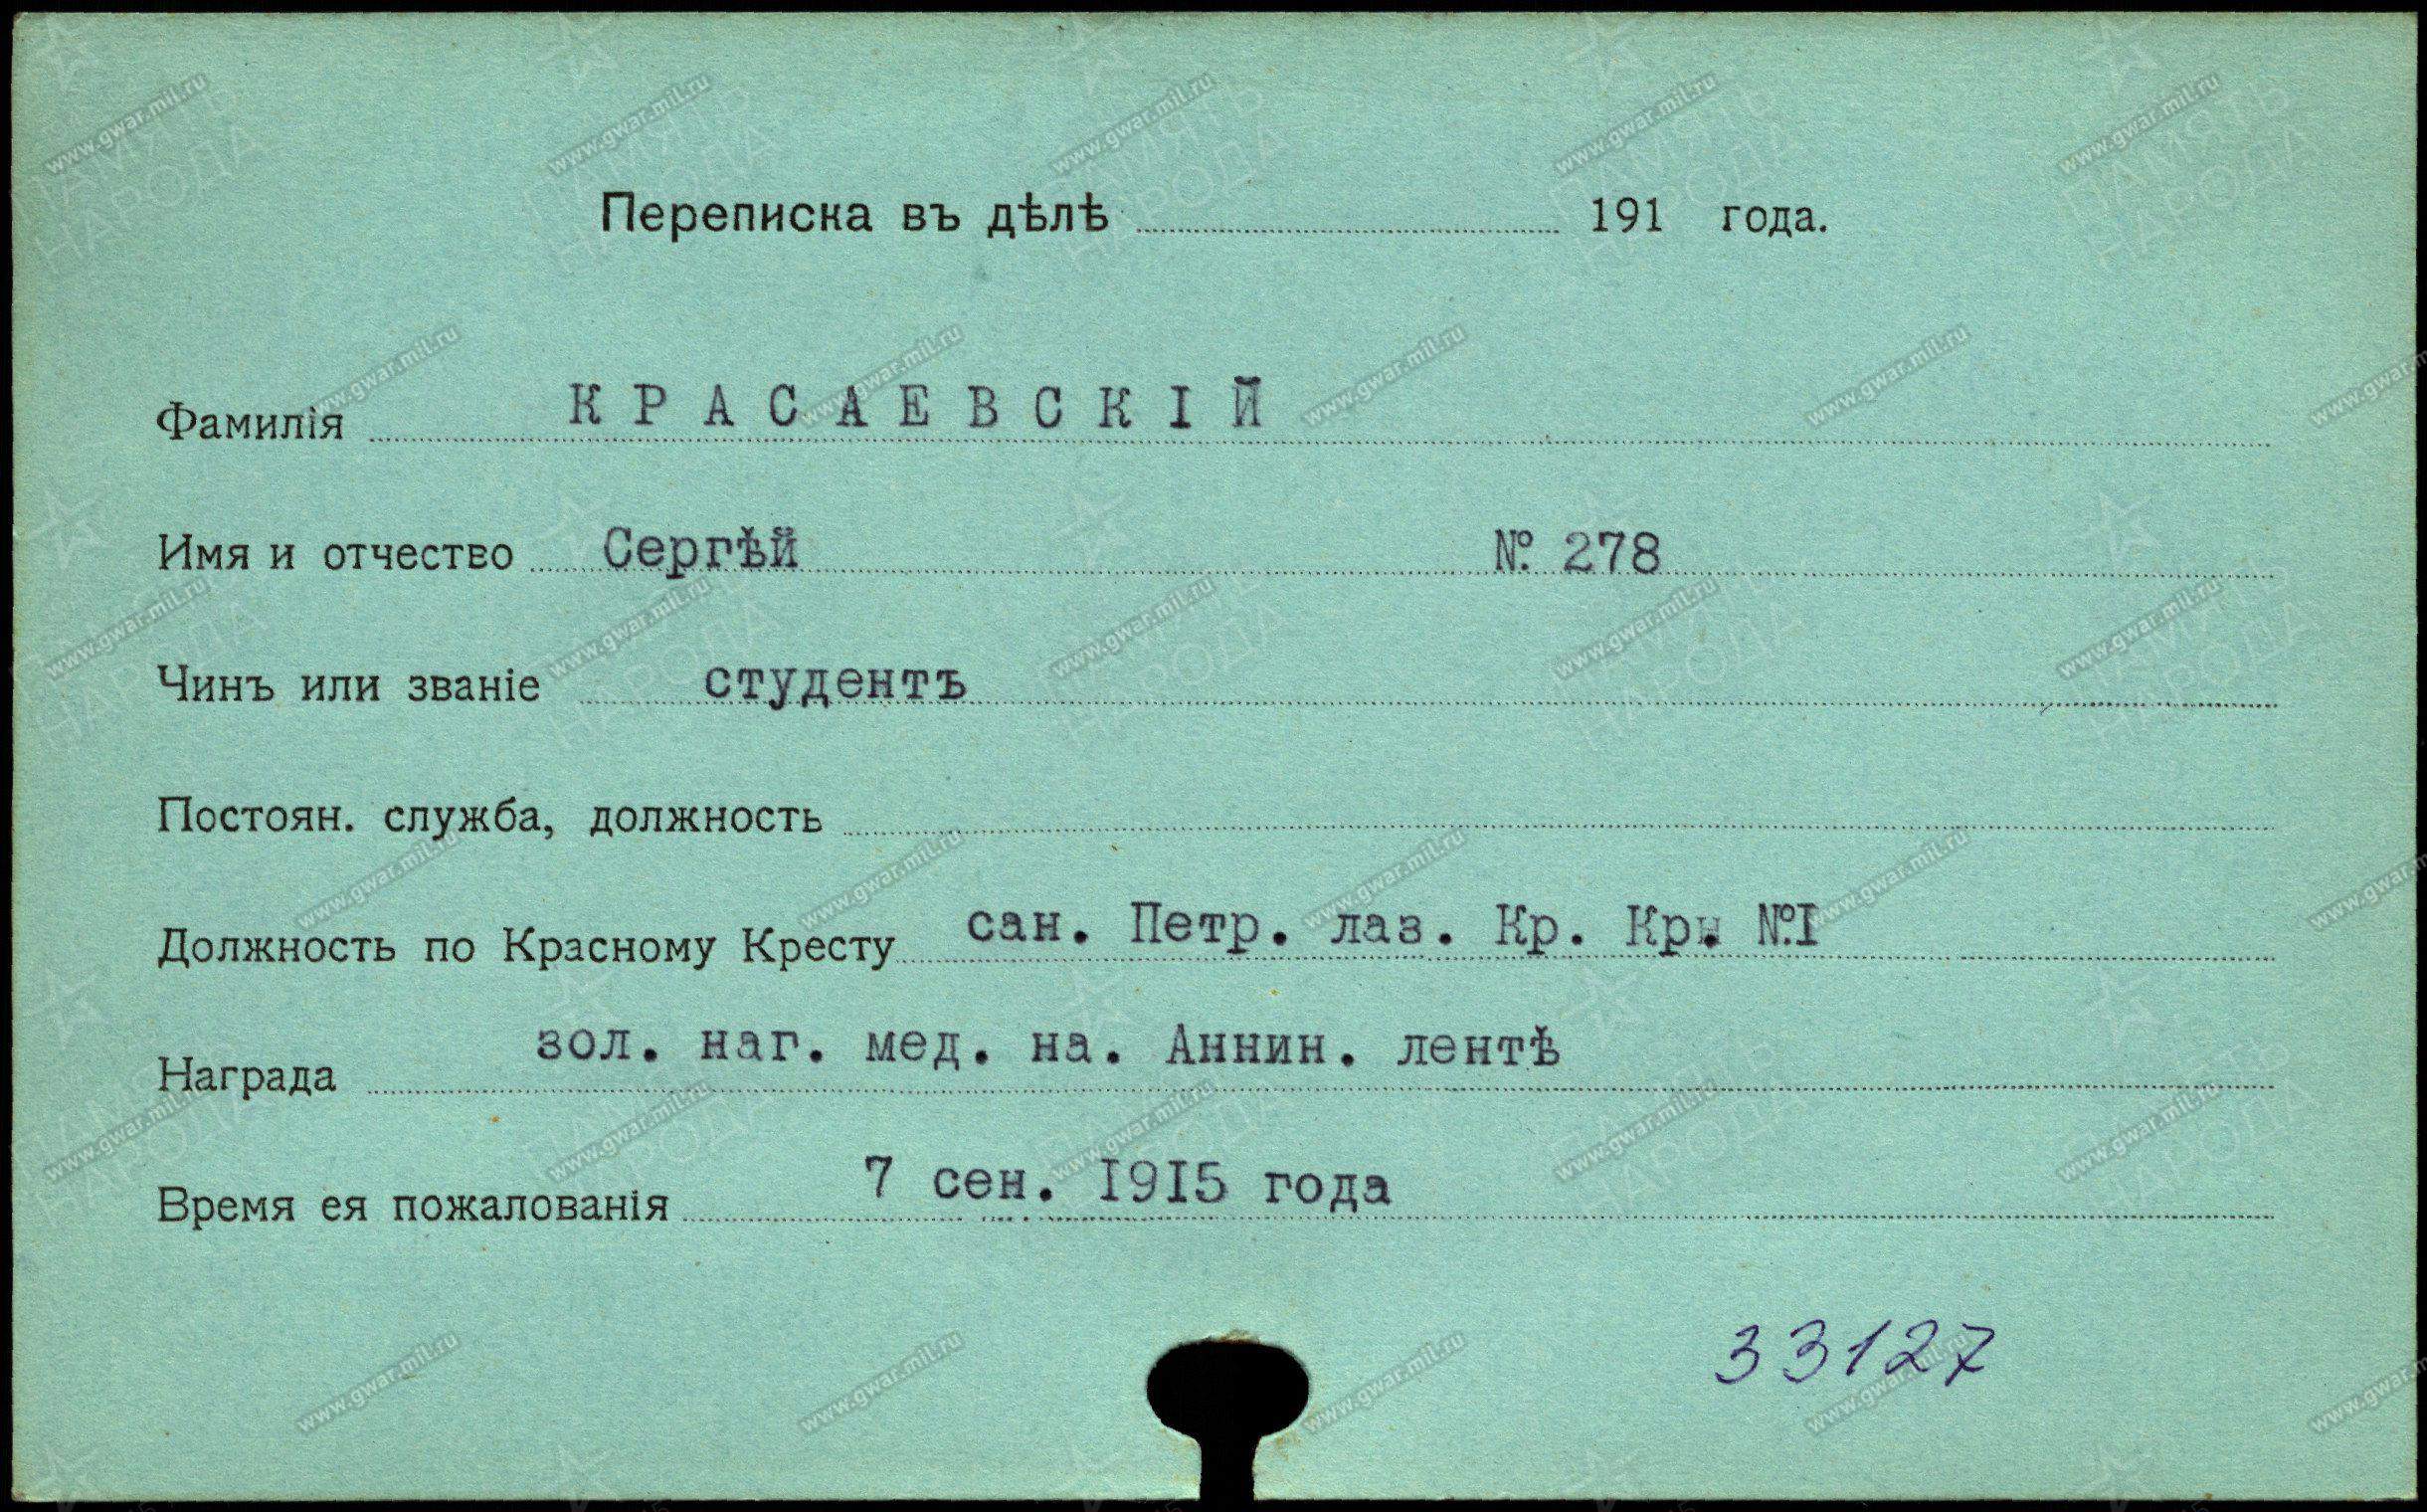 Переписка въ дѣлѣ 191 года.
Фамилія КРАСАЕВСКІЙ
Имя и отчество Сергѣй № 278
Чинъ или званіе студентъ
Постоян. служба, должность
Должность по Красному Кресту сан. Петр. лаз. Кр. Кр. №I
Награда зол. наг. мед. на. Аннин. лентѣ
Время ея пожалованія 7 сен. I9I5 года
33127